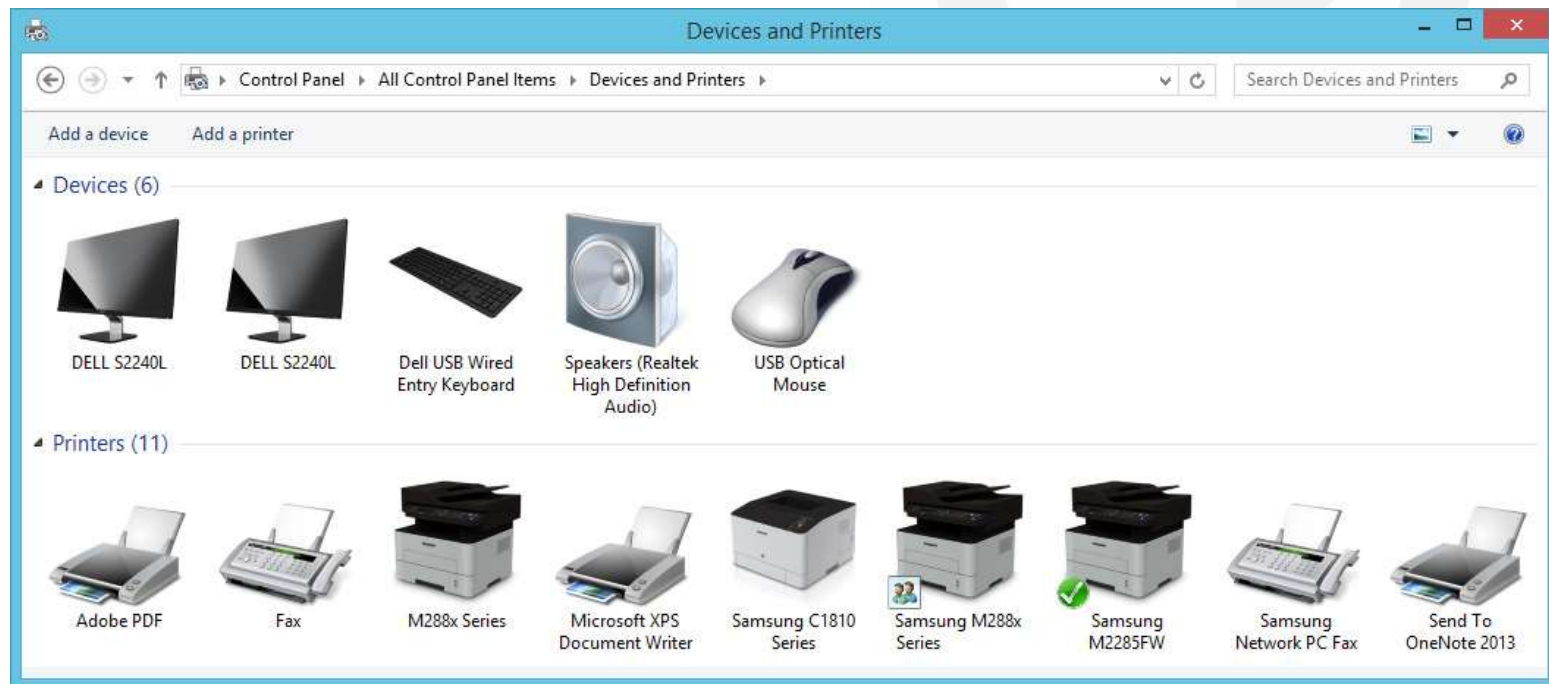 Devices and Printers
Control Panel All Control Panel Items Devices and Printers
Search Devices and Printers
Add a device Add a printer
Devices (6)
DELL S2240L
DELL S2240L
Dell USB Wired
Entry Keyboard
Speakers (Realtek
High Definition
Audio)
USB Optical
Mouse
Printers (11)
Adobe PDF
Fax
M288x Series
Microsoft XPS
Document Writer
Samsung C1810
Series
Samsung M288x
Series
Samsung
M2285FW
Samsung
Network PC Fax
Send To
OneNote 2013